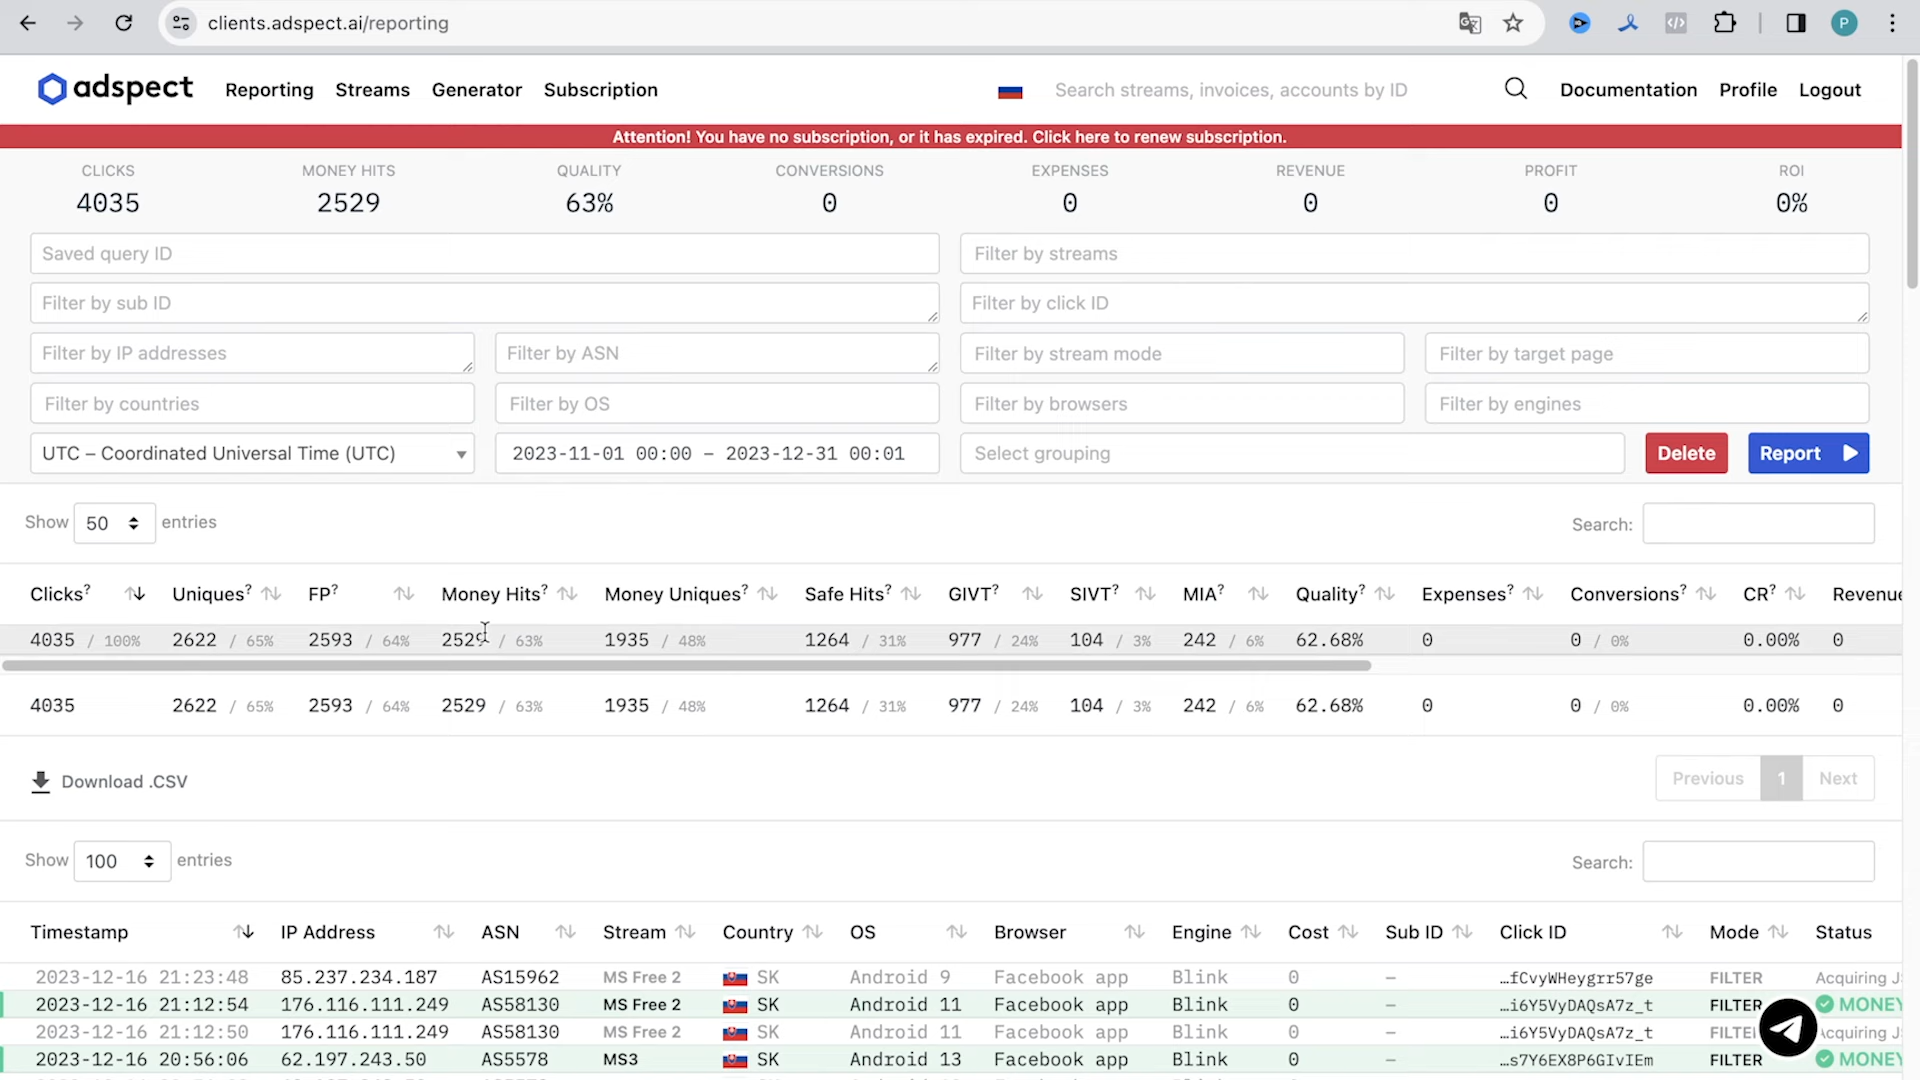 clients.adspect.ai/reporting
P
adspect Reporting Streams Generator Subscription Search streams, invoices, accounts by ID Documentation Profile Logout
Attention! You have no subscription, or it has expired. Click here to renew subscription.
CLICKS MONEY HITS QUALITY CONVERSIONS EXPENSES REVENUE PROFIT ROI
4035 2529 63% 0 0 0 0 0%
Saved query ID Filter by streams
Filter by sub ID Filter by click ID
Filter by IP addresses Filter by ASN Filter by stream mode Filter by target page
Filter by countries Filter by OS Filter by browsers Filter by engines
UTC – Coordinated Universal Time (UTC) 2023-11-01 00:00 – 2023-12-31 00:01 Select grouping Delete Report
Show 50 entries Search:
Clicks? Uniques? FP? Money Hits? Money Uniques? Safe Hits? GIVT? SIVT? MIA? Quality? Expenses? Conversions? CR? Revenue
4035 / 100% 2622 / 65% 2593 / 64% 2529 / 63% 1935 / 48% 1264 / 31% 977 / 24% 104 / 3% 242 / 6% 62.68% 0 0 / 0% 0.00% 0
4035 2622 / 65% 2593 / 64% 2529 / 63% 1935 / 48% 1264 / 31% 977 / 24% 104 / 3% 242 / 6% 62.68% 0 0 / 0% 0.00% 0
Download .CSV Previous 1 Next
Show 100 entries Search:
Timestamp IP Address ASN Stream Country OS Browser Engine Cost Sub ID Click ID Mode Status
2023-12-16 21:23:48 85.237.234.187 AS15962 MS Free 2 SK Android 9 Facebook app Blink 0 – …fCvyWHeygrr57ge FILTER Acquiring J
2023-12-16 21:12:54 176.116.111.249 AS58130 MS Free 2 SK Android 11 Facebook app Blink 0 – …i6Y5VyDAQsA7z_t FILTER MONEY
2023-12-16 21:12:50 176.116.111.249 AS58130 MS Free 2 SK Android 11 Facebook app Blink 0 – …i6Y5VyDAQsA7z_t FILTE Acquiring J
2023-12-16 20:56:06 62.197.243.50 AS5578 MS3 SK Android 13 Facebook app Blink 0 – …s7Y6EX8P6GIvIEm FILTER MONEY